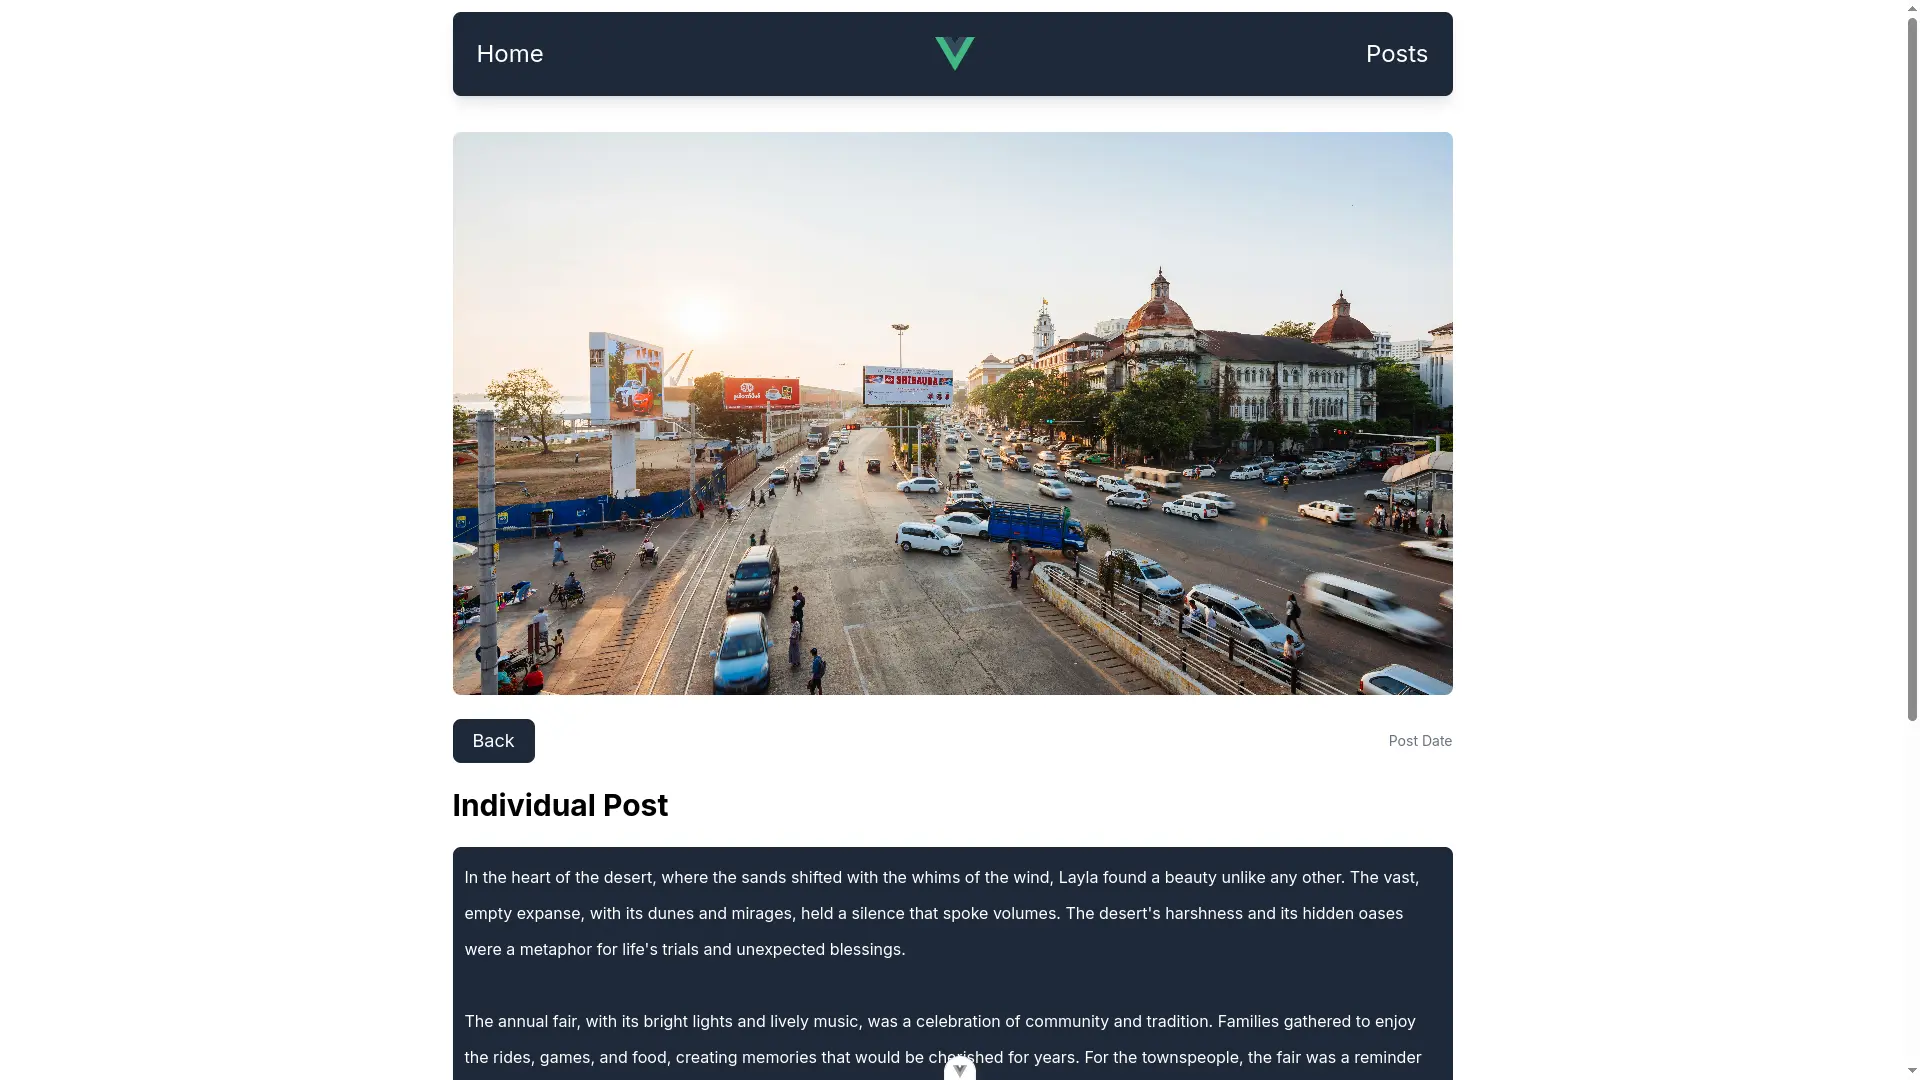 Home
Posts
Back
Post Date
Individual Post
In the heart of the desert, where the sands shifted with the whims of the wind, Layla found a beauty unlike any other. The vast,
empty expanse, with its dunes and mirages, held a silence that spoke volumes. The desert's harshness and its hidden oases
were a metaphor for life's trials and unexpected blessings.
The annual fair, with its bright lights and lively music, was a celebration of community and tradition. Families gathered to enjoy
the rides, games, and food, creating memories that would be cherished for years. For the townspeople, the fair was a reminder